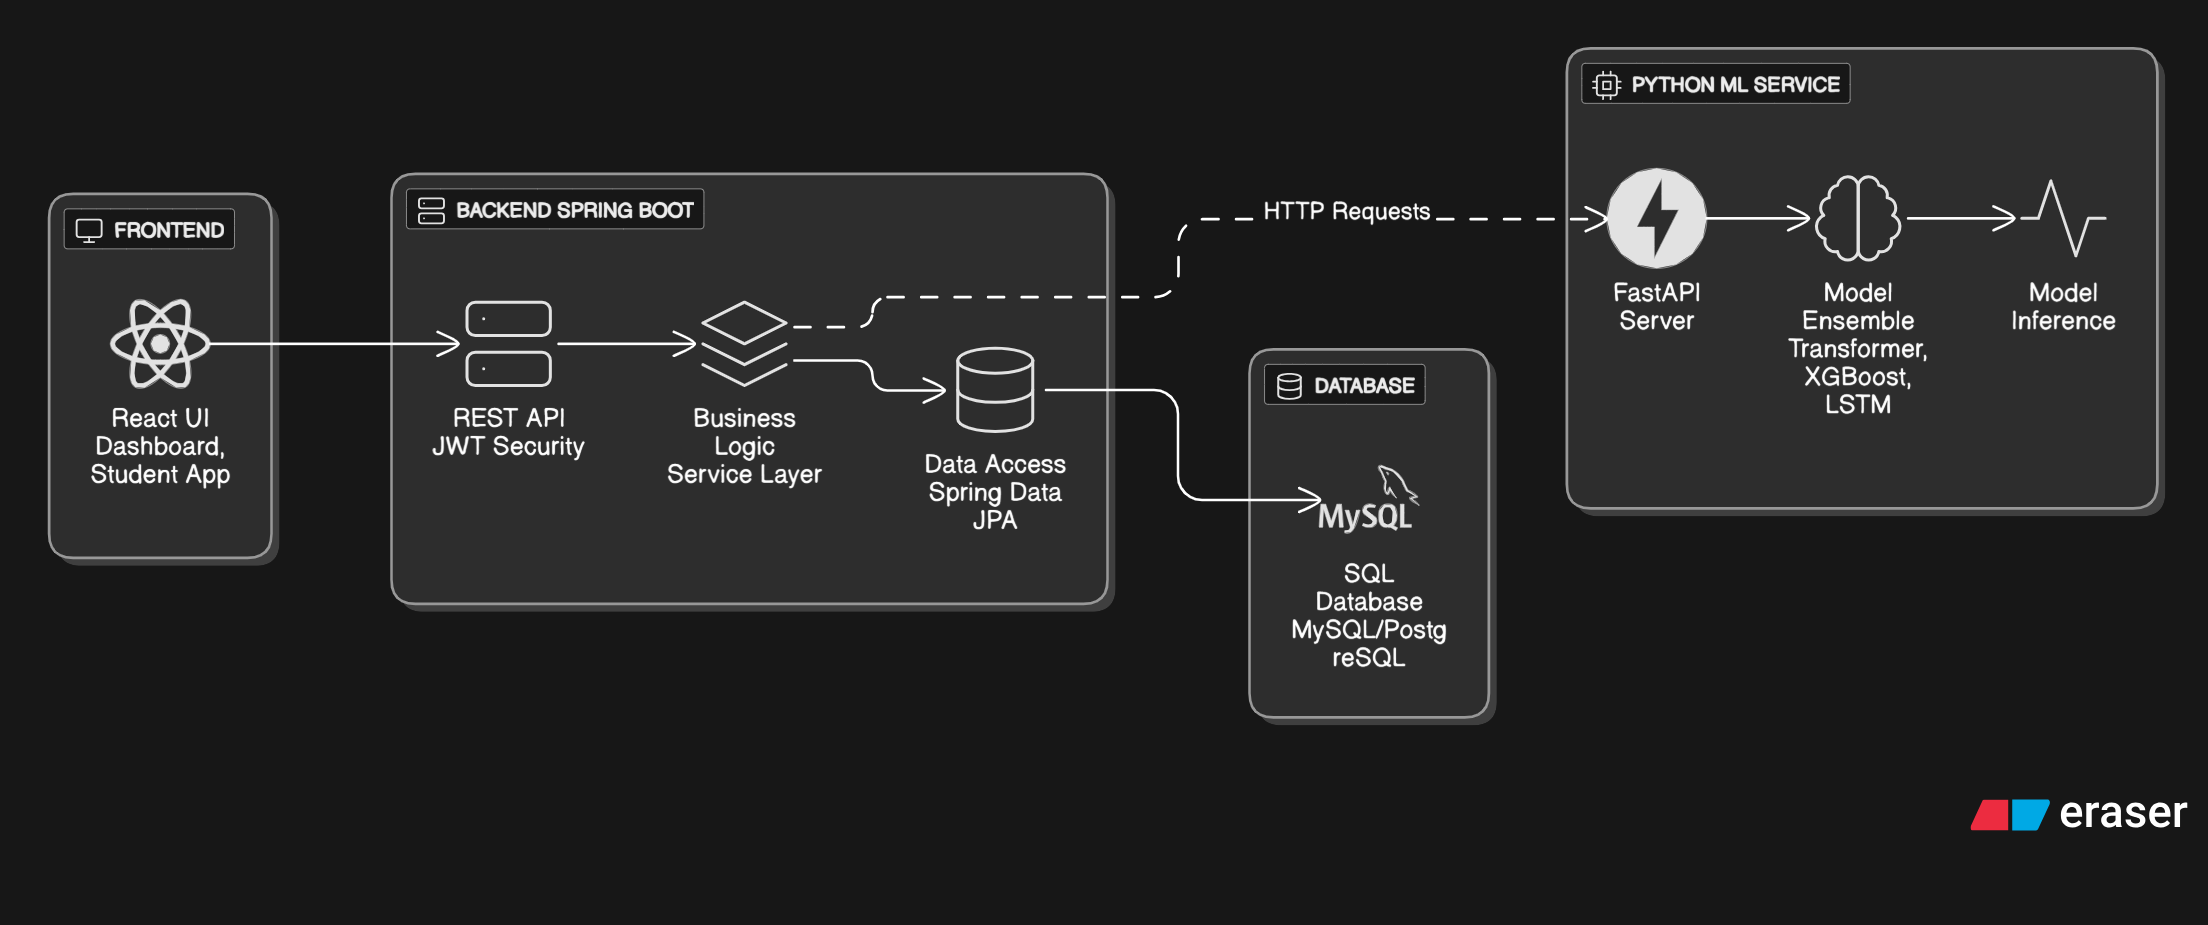 FRONTEND
React UI
Dashboard,
Student App
BACKEND SPRING BOOT
REST API
JWT Security
Business
Logic
Service Layer
Data Access
Spring Data
JPA
HTTP Requests
DATABASE
MySQL
SQL
Database
MySQL/Postg
reSQL
PYTHON ML SERVICE
FastAPI
Server
Model
Ensemble
Transformer,
XGBoost,
LSTM
Model
Inference
eraser